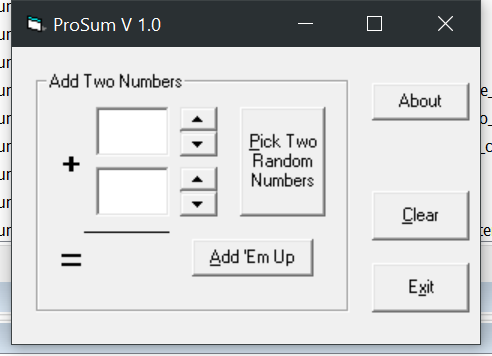 ProSum V 1.0
Add Two Numbers
About
Pick Two
Random
Numbers
+
Clear
=
Add 'Em Up
Exit